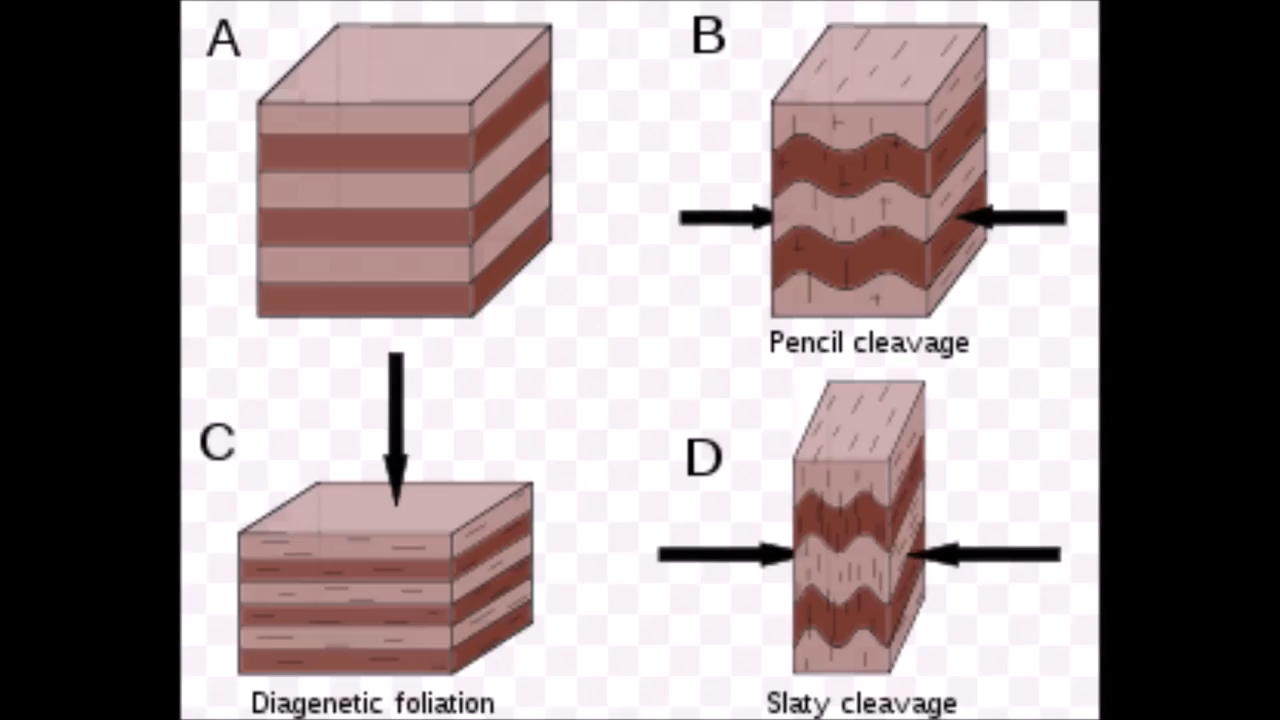 A
B
Pencil cleavage
C
D
Diagenetic foliation
Slaty cleavage